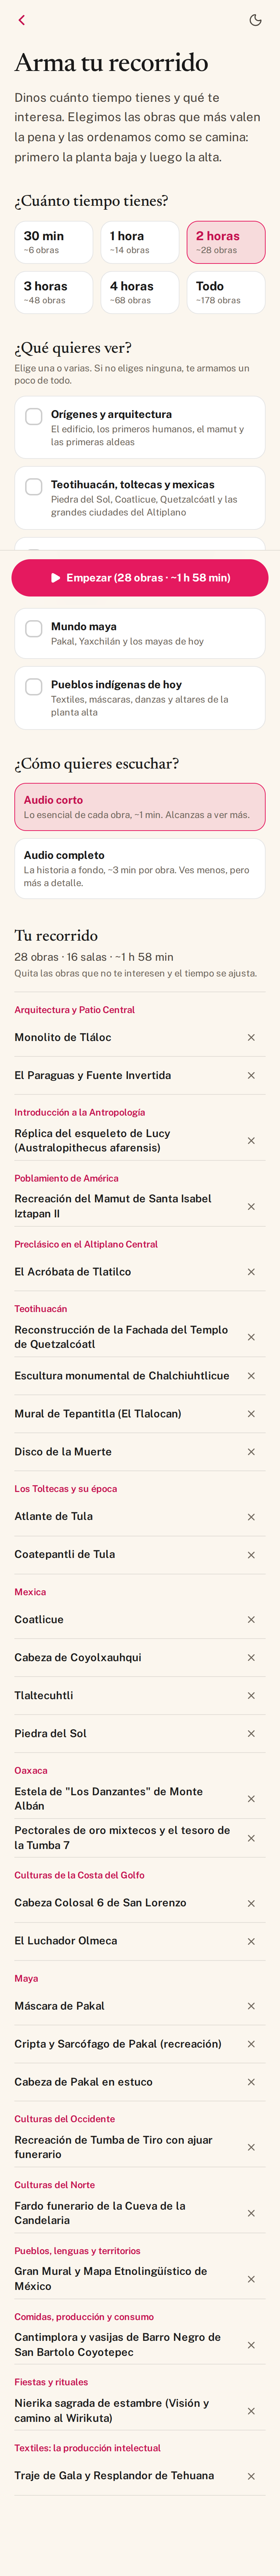 Arma tu recorrido
Dinos cuánto tiempo tienes y qué te
interesa. Elegimos las obras que más valen
la pena y las ordenamos como se camina:
primero la planta baja y luego la alta.
¿Cuánto tiempo tienes?
30 min
~6 obras
1 hora
~14 obras
2 horas
~28 obras
3 horas
~48 obras
4 horas
~68 obras
Todo
~178 obras
¿Qué quieres ver?
Elige una o varias. Si no eliges ninguna, te armamos un
poco de todo.
Orígenes y arquitectura
El edificio, los primeros humanos, el mamut y
las primeras aldeas
Teotihuacán, toltecas y mexicas
Piedra del Sol, Coatlicue, Quetzalcóatl y las
grandes ciudades del Altiplano
Empezar (28 obras · ~1 h 58 min)
Mundo maya
Pakal, Yaxchilán y los mayas de hoy
Pueblos indígenas de hoy
Textiles, máscaras, danzas y altares de la
planta alta
¿Cómo quieres escuchar?
Audio corto
Lo esencial de cada obra, ~1 min. Alcanzas a ver más.
Audio completo
La historia a fondo, ~3 min por obra. Ves menos, pero
más a detalle.
Tu recorrido
28 obras · 16 salas · ~1 h 58 min
Quita las obras que no te interesen y el tiempo se ajusta.
Arquitectura y Patio Central
Monolito de Tláloc
El Paraguas y Fuente Invertida
Introducción a la Antropología
Réplica del esqueleto de Lucy
(Australopithecus afarensis)
Poblamiento de América
Recreación del Mamut de Santa Isabel
Iztapan II
Preclásico en el Altiplano Central
El Acróbata de Tlatilco
Teotihuacán
Reconstrucción de la Fachada del Templo
de Quetzalcóatl
Escultura monumental de Chalchiuhtlicue
Mural de Tepantitla (El Tlalocan)
Disco de la Muerte
Los Toltecas y su época
Atlante de Tula
Coatepantli de Tula
Mexica
Coatlicue
Cabeza de Coyolxauhqui
Tlaltecuhtli
Piedra del Sol
Oaxaca
Estela de "Los Danzantes" de Monte
Albán
Pectorales de oro mixtecos y el tesoro de
la Tumba 7
Culturas de la Costa del Golfo
Cabeza Colosal 6 de San Lorenzo
El Luchador Olmeca
Maya
Máscara de Pakal
Cripta y Sarcófago de Pakal (recreación)
Cabeza de Pakal en estuco
Culturas del Occidente
Recreación de Tumba de Tiro con ajuar
funerario
Culturas del Norte
Fardo funerario de la Cueva de la
Candelaria
Pueblos, lenguas y territorios
Gran Mural y Mapa Etnolingüístico de
México
Comidas, producción y consumo
Cantimplora y vasijas de Barro Negro de
San Bartolo Coyotepec
Fiestas y rituales
Nierika sagrada de estambre (Visión y
camino al Wirikuta)
Textiles: la producción intelectual
Traje de Gala y Resplandor de Tehuana